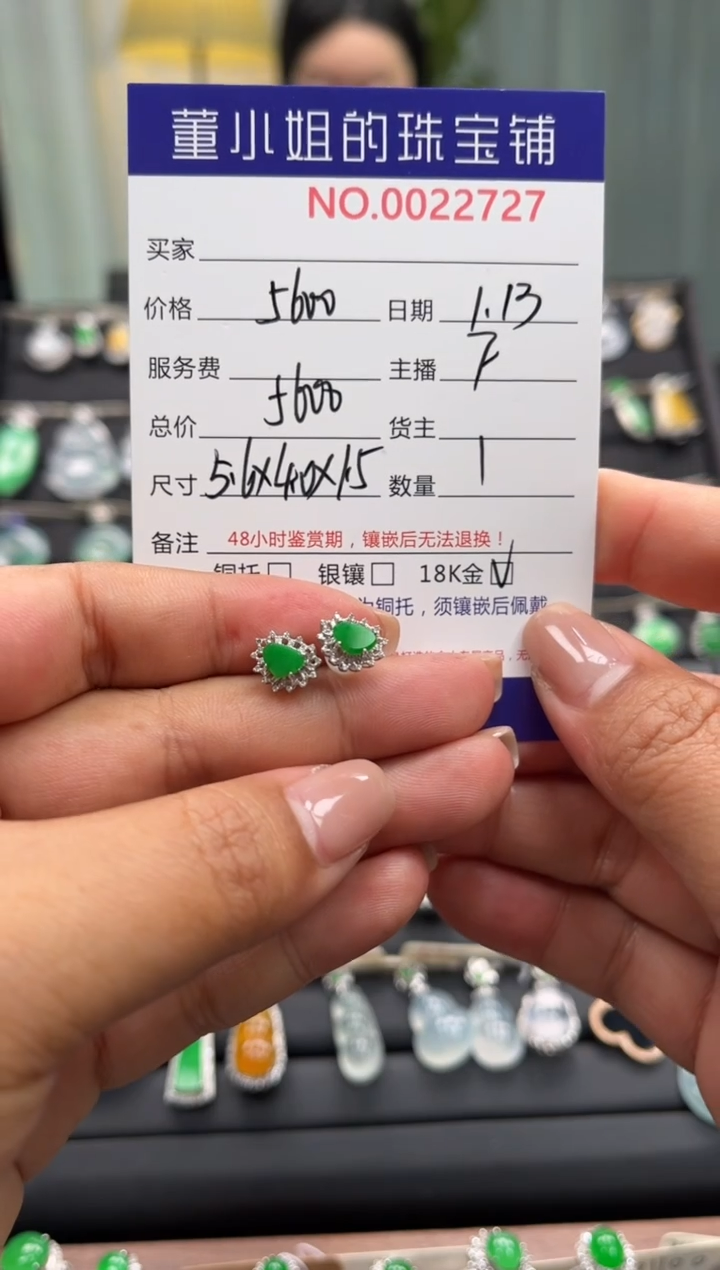 董小姐的珠宝铺
NO.0022727
买家
价格 5600 日期 1.13
服务费 主播 7
总价 5600 货主
尺寸 5.6X4.0X1.5 数量 1
备注 48小时鉴赏期，镶嵌后无法退换！
铜托 银镶 18K金
为铜托，须镶嵌后佩戴